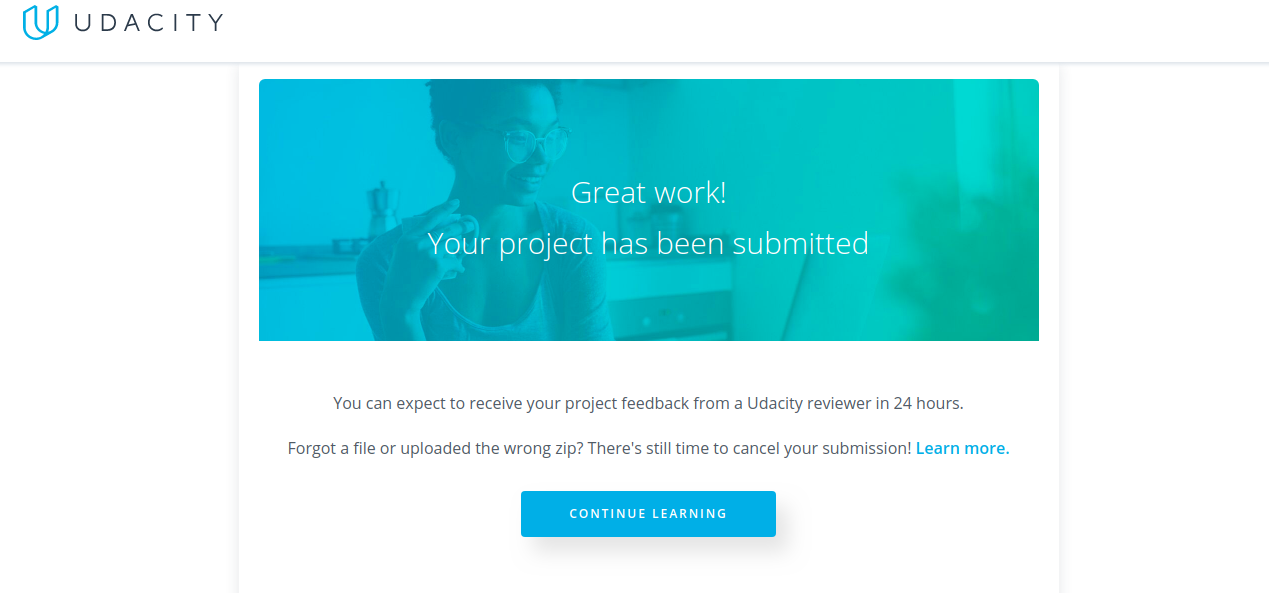 UDACITY
Great work!
Your project has been submitted
You can expect to receive your project feedback from a Udacity reviewer in 24 hours.
Forgot a file or uploaded the wrong zip? There's still time to cancel your submission! Learn more.
CONTINUE LEARNING